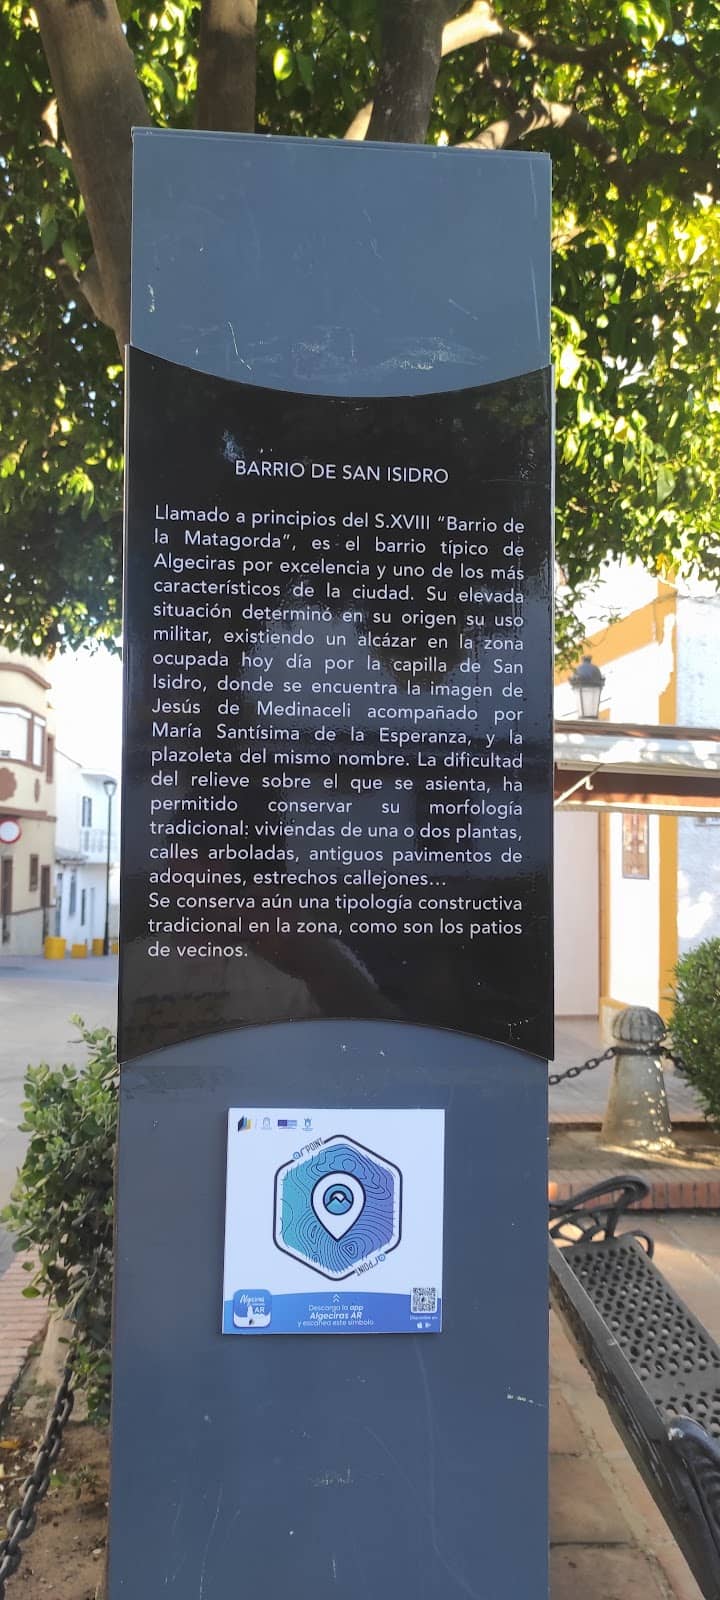 BARRIO DE SAN ISIDRO
Llamado a principios del S.XVIII “Barrio de
la Matagorda”, es el barrio típico de
Algeciras por excelencia y uno de los más
característicos de la ciudad. Su elevada
situación determinó en su origen su uso
militar, existiendo un alcázar en la zona
ocupada hoy día por la capilla de San
Isidro, donde se encuentra la imagen de
Jesús de Medinaceli acompañado por
María Santísima de la Esperanza, y la
plazoleta del mismo nombre. La dificultad
del relieve sobre el que se asienta, ha
permitido conservar su morfología
tradicional: viviendas de una o dos plantas,
calles arboladas, antiguos pavimentos de
adoquines, estrechos callejones...
Se conserva aún una tipología constructiva
tradicional en la zona, como son los patios
de vecinos.
arPOINT
arPOINT
Algeciras
AR
Descarga la app
Algeciras AR
y escanea este símbolo
Disponible en: